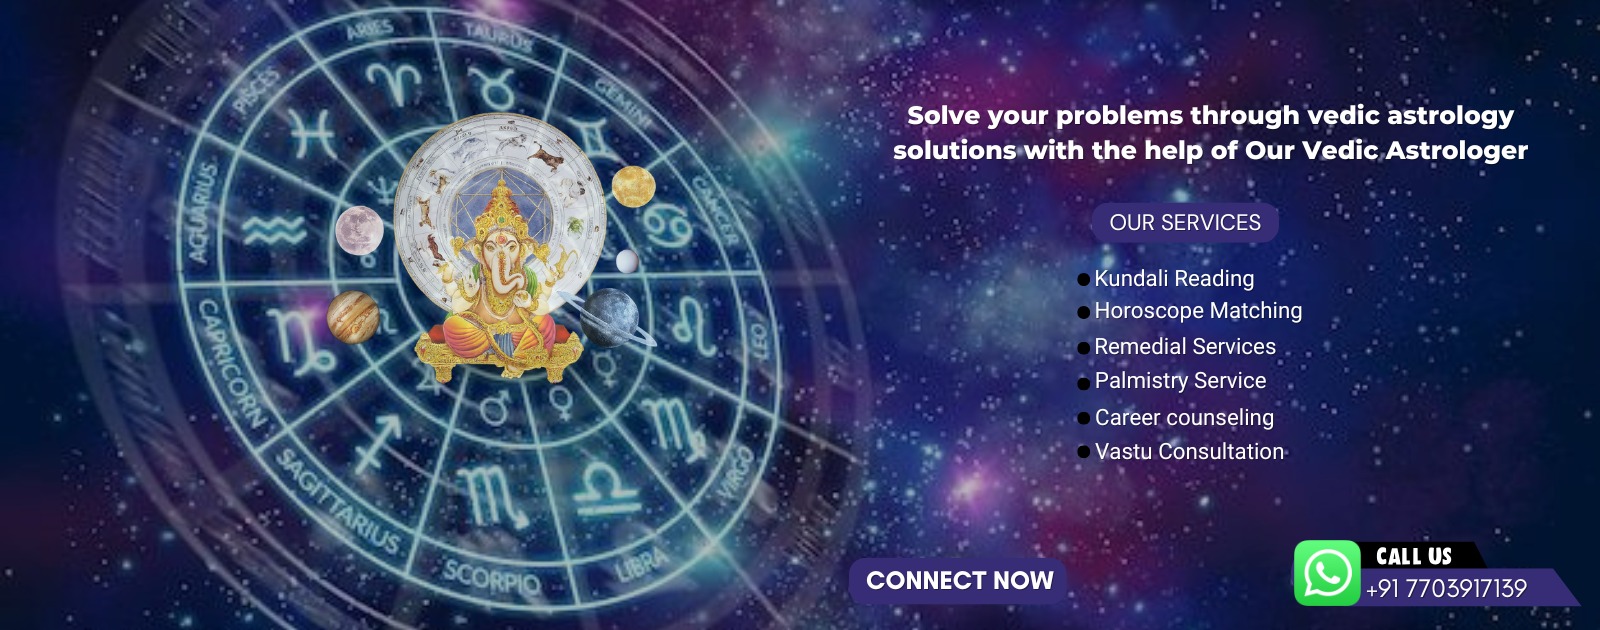 ARIES
TAURUS
GEMINI
CANCER
LEO
VIRGO
LIBRA
SCORPIO
SAGITTARIUS
CAPRICORN
AQUARIUS
PISCES
Solve your problems through vedic astrology
solutions with the help of Our Vedic Astrologer
OUR SERVICES
Kundali Reading
Horoscope Matching
Remedial Services
Palmistry Service
Career counseling
Vastu Consultation
CONNECT NOW
CALL US
+91 7703917139